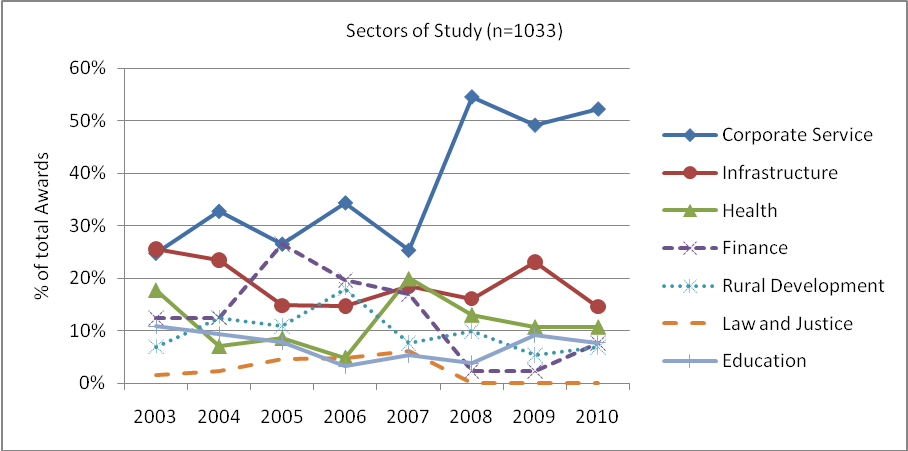 Sectors of Study (n=1033)
% of total Awards
60%
50%
40%
30%
20%
10%
0%
2003 2004 2005 2006 2007 2008 2009 2010
Corporate Service
Infrastructure
Health
Finance
Rural Development
Law and Justice
Education